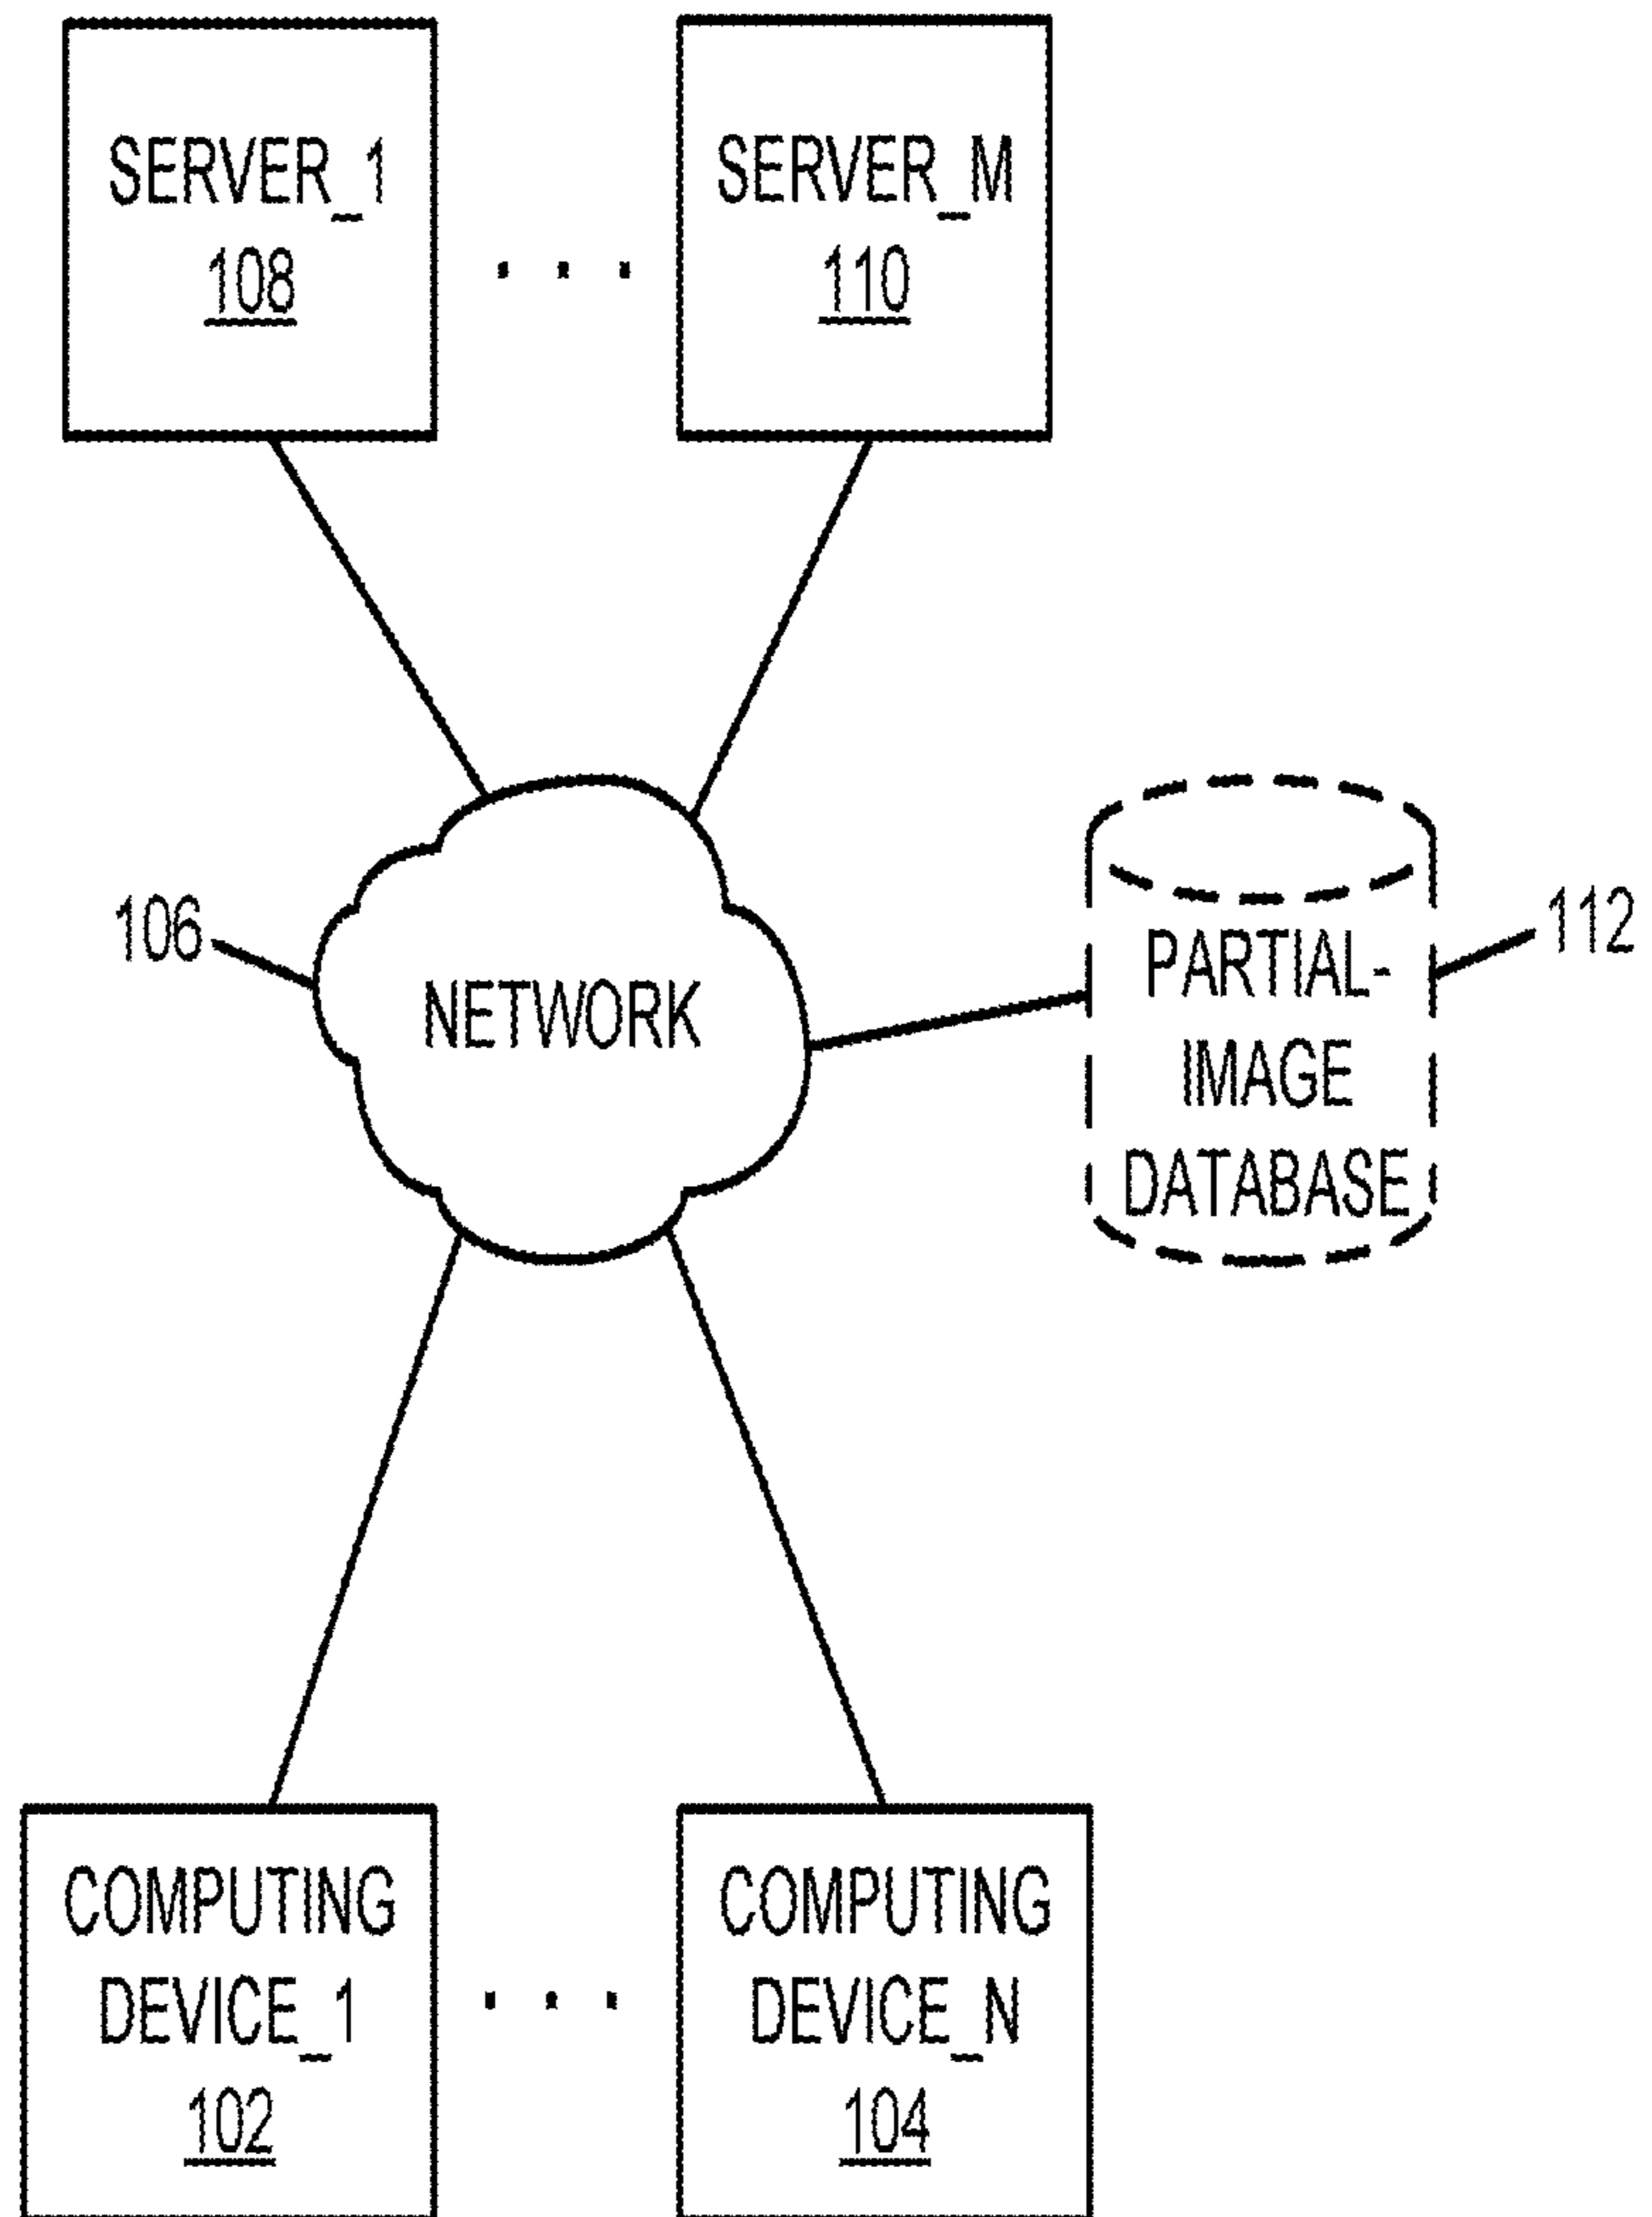 SERVER_1
108
. . .
SERVER_M
110
106
NETWORK
PARTIAL-
IMAGE
DATABASE
112
COMPUTING
DEVICE_1
102
. . .
COMPUTING
DEVICE_N
104